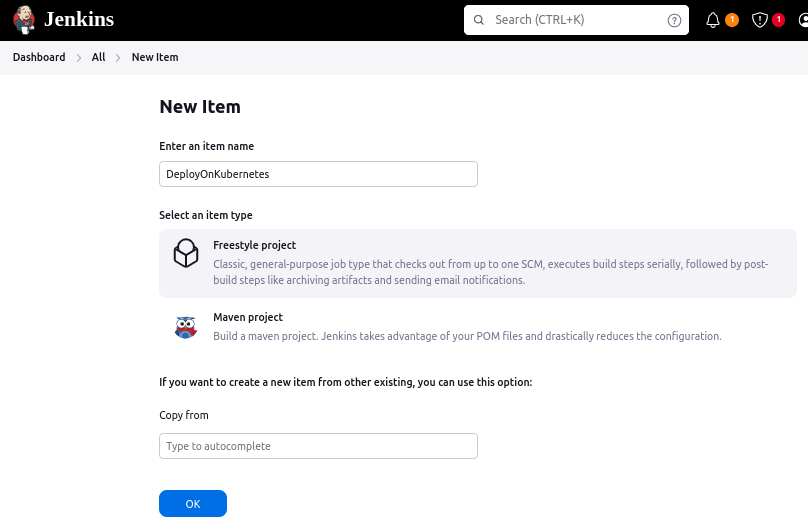 Jenkins
Search (CTRL+K)
?
1
1
Dashboard > All > New Item
New Item
Enter an item name
DeployOnKubernetes
Select an item type
Freestyle project
Classic, general-purpose job type that checks out from up to one SCM, executes build steps serially, followed by post-
build steps like archiving artifacts and sending email notifications.
Maven project
Build a maven project. Jenkins takes advantage of your POM files and drastically reduces the configuration.
If you want to create a new item from other existing, you can use this option:
Copy from
Type to autocomplete
OK